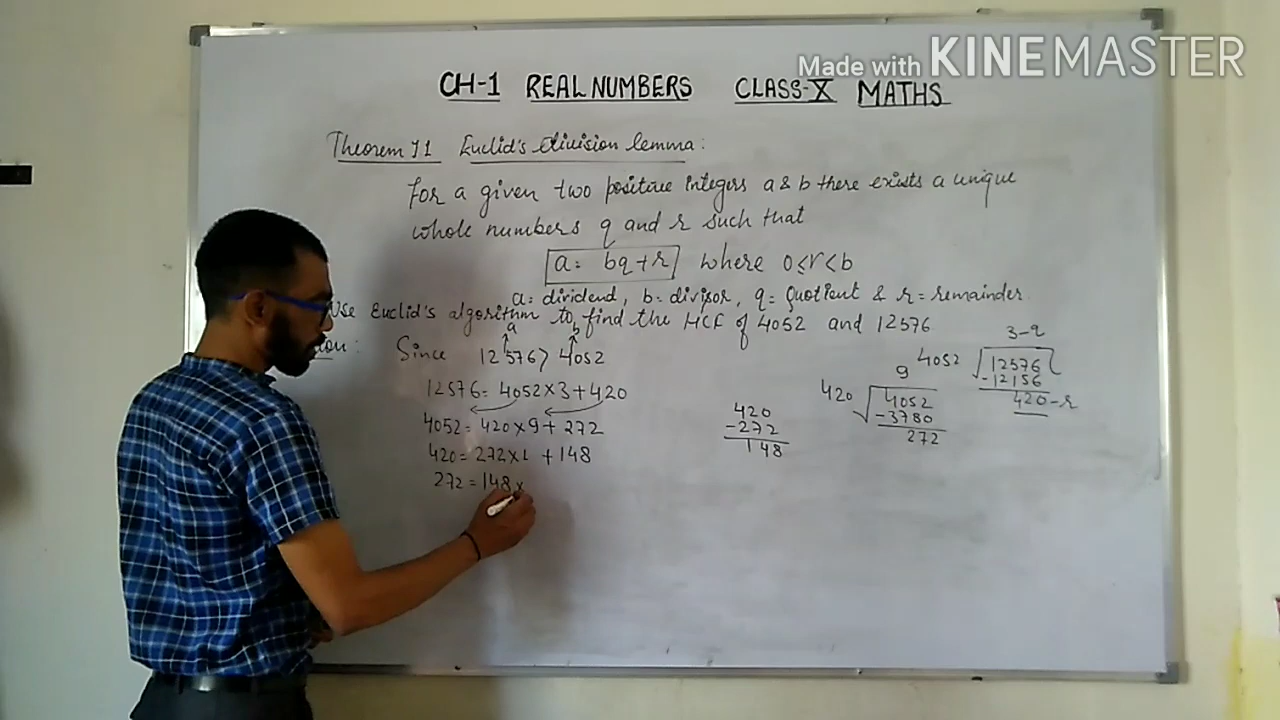 Made with KINEMASTER
CH-1 REAL NUMBERS CLASS-X MATHS
Theorem 1.1 Euclid's division lemma:
for a given two positive integers a & b there exists a unique
whole numbers q and r such that
a = bq+r where 0≤r<b
a= dividend, b= divisor, q= Quotient & r= remainder
Use Euclid's algorithm to find the HCF of 4052 and 12576
a b
Since 12576 > 4052
12576= 4052×3+420
4052= 420×9+ 272
420= 272×1 + 148
272=148×
420
-272
148
9
420 4052
-3780
272
3-q
4052 12576
-12156
420-r